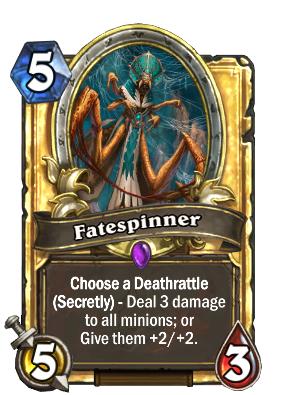 5
Fatespinner
Choose a Deathrattle
(Secretly) - Deal 3 damage
to all minions; or
Give them +2/+2.
5
3